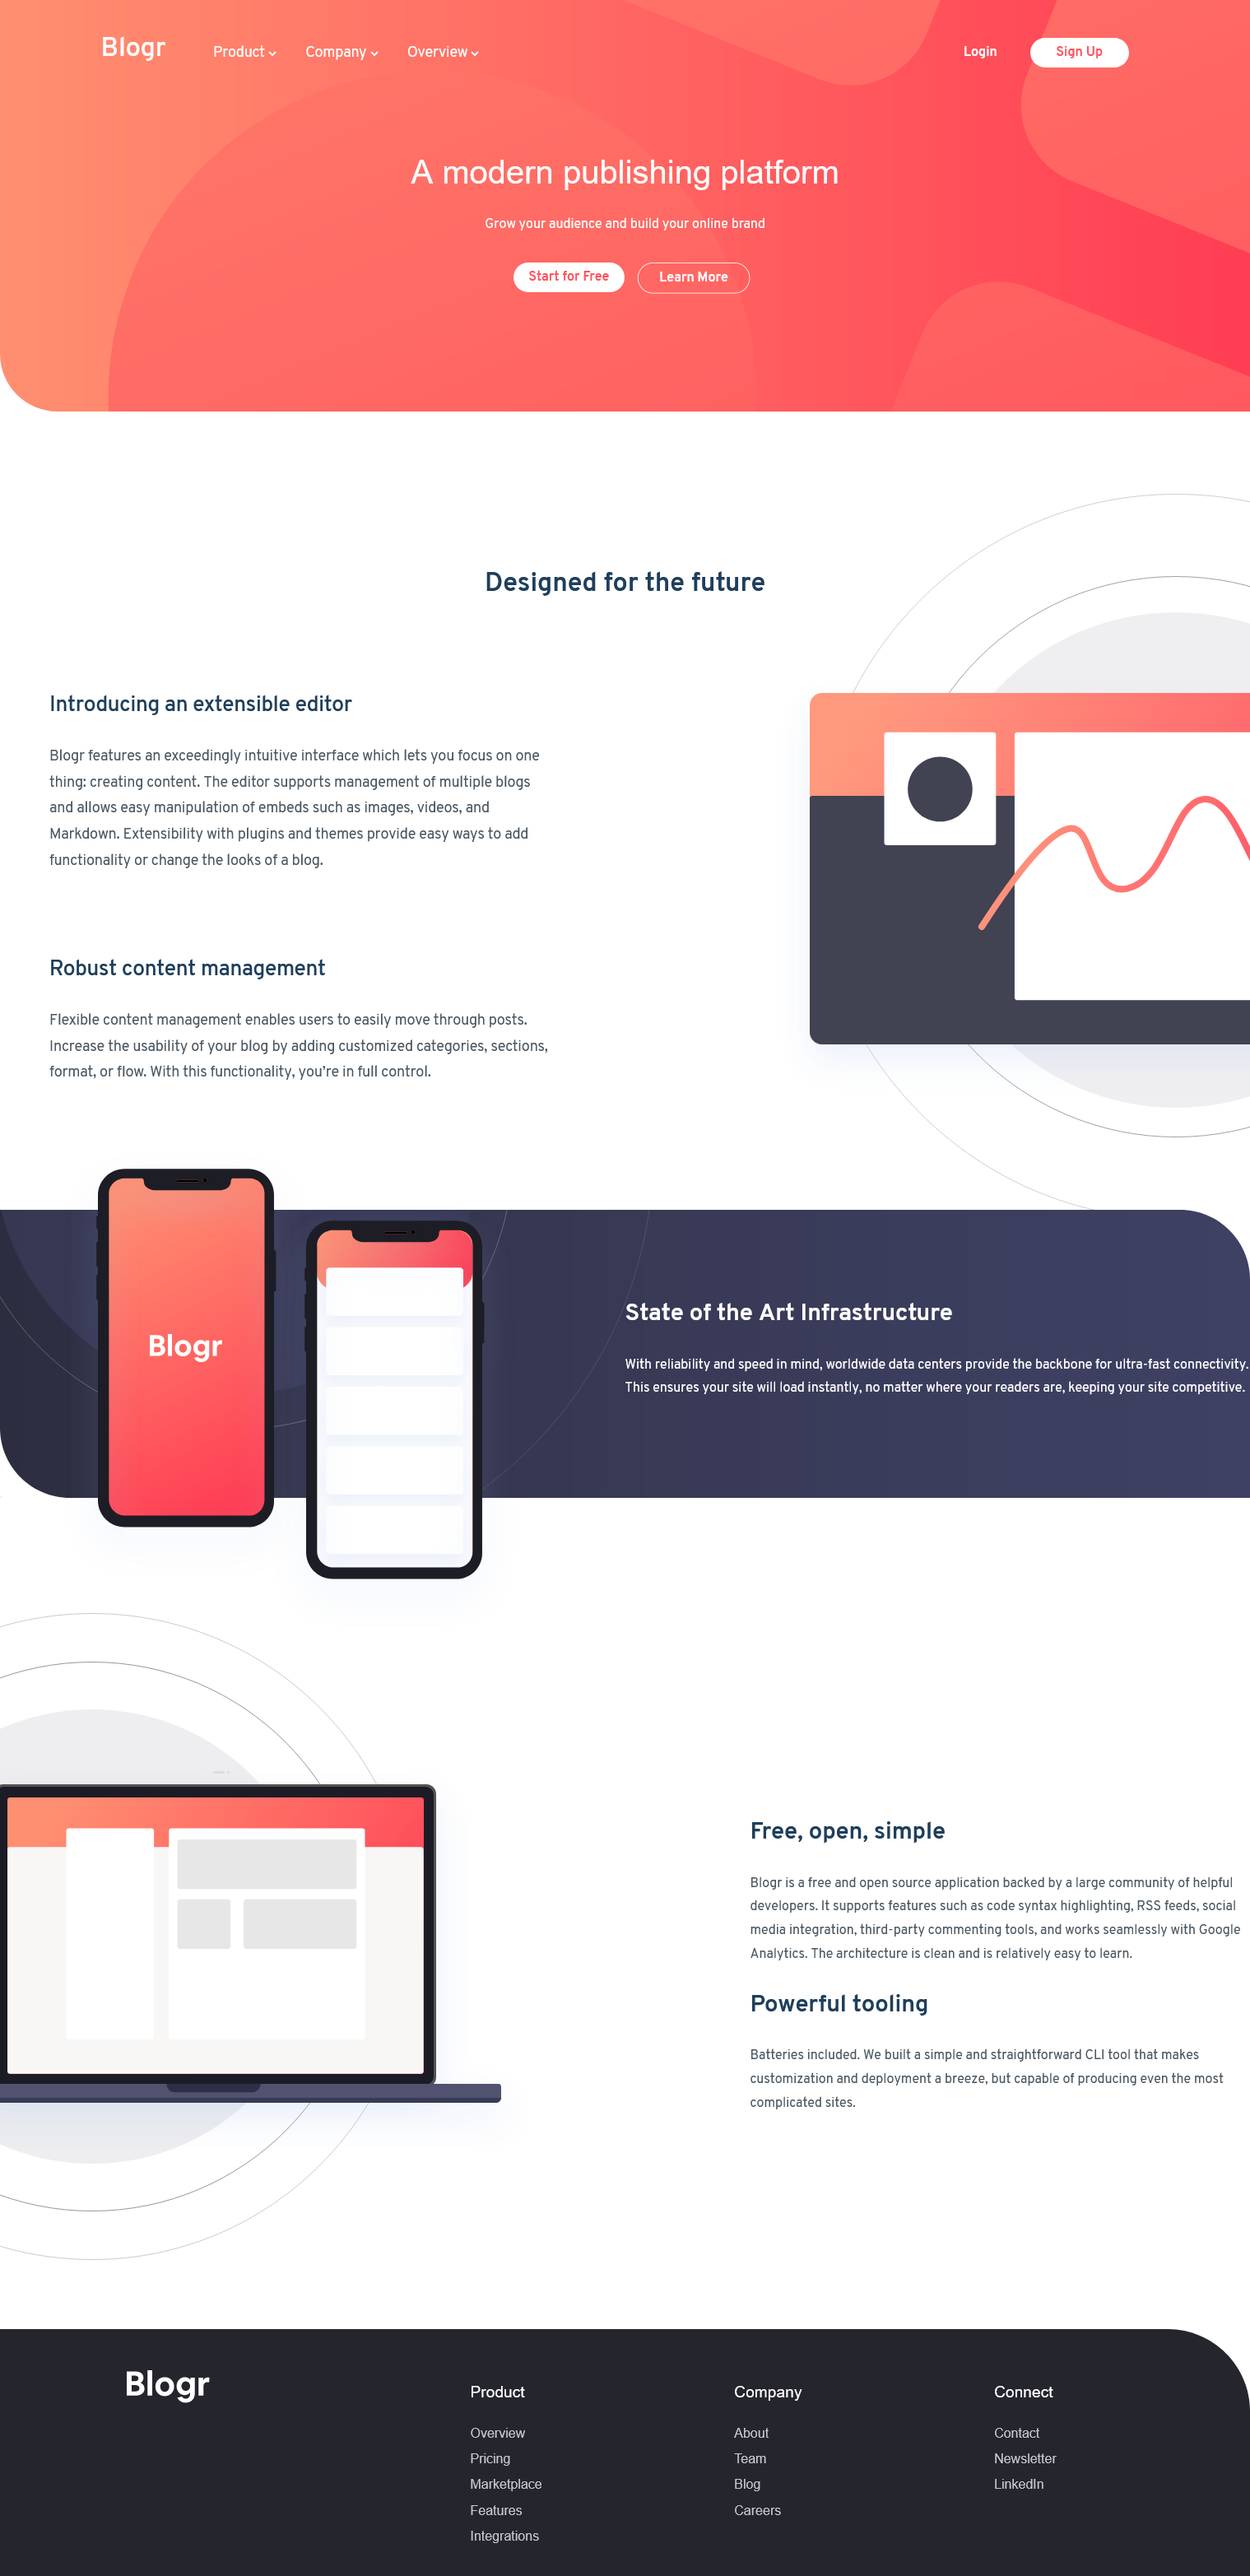 Blogr
Product
Company
Overview
Login
Sign Up
A modern publishing platform
Grow your audience and build your online brand
Start for Free
Learn More
Designed for the future
Introducing an extensible editor
Blogr features an exceedingly intuitive interface which lets you focus on one
thing: creating content. The editor supports management of multiple blogs
and allows easy manipulation of embeds such as images, videos, and
Markdown. Extensibility with plugins and themes provide easy ways to add
functionality or change the looks of a blog.
Robust content management
Flexible content management enables users to easily move through posts.
Increase the usability of your blog by adding customized categories, sections,
format, or flow. With this functionality, you’re in full control.
Blogr
State of the Art Infrastructure
With reliability and speed in mind, worldwide data centers provide the backbone for ultra-fast connectivity.
This ensures your site will load instantly, no matter where your readers are, keeping your site competitive.
Free, open, simple
Blogr is a free and open source application backed by a large community of helpful
developers. It supports features such as code syntax highlighting, RSS feeds, social
media integration, third-party commenting tools, and works seamlessly with Google
Analytics. The architecture is clean and is relatively easy to learn.
Powerful tooling
Batteries included. We built a simple and straightforward CLI tool that makes
customization and deployment a breeze, but capable of producing even the most
complicated sites.
Blogr
Product
Overview
Pricing
Marketplace
Features
Integrations
Company
About
Team
Blog
Careers
Connect
Contact
Newsletter
LinkedIn